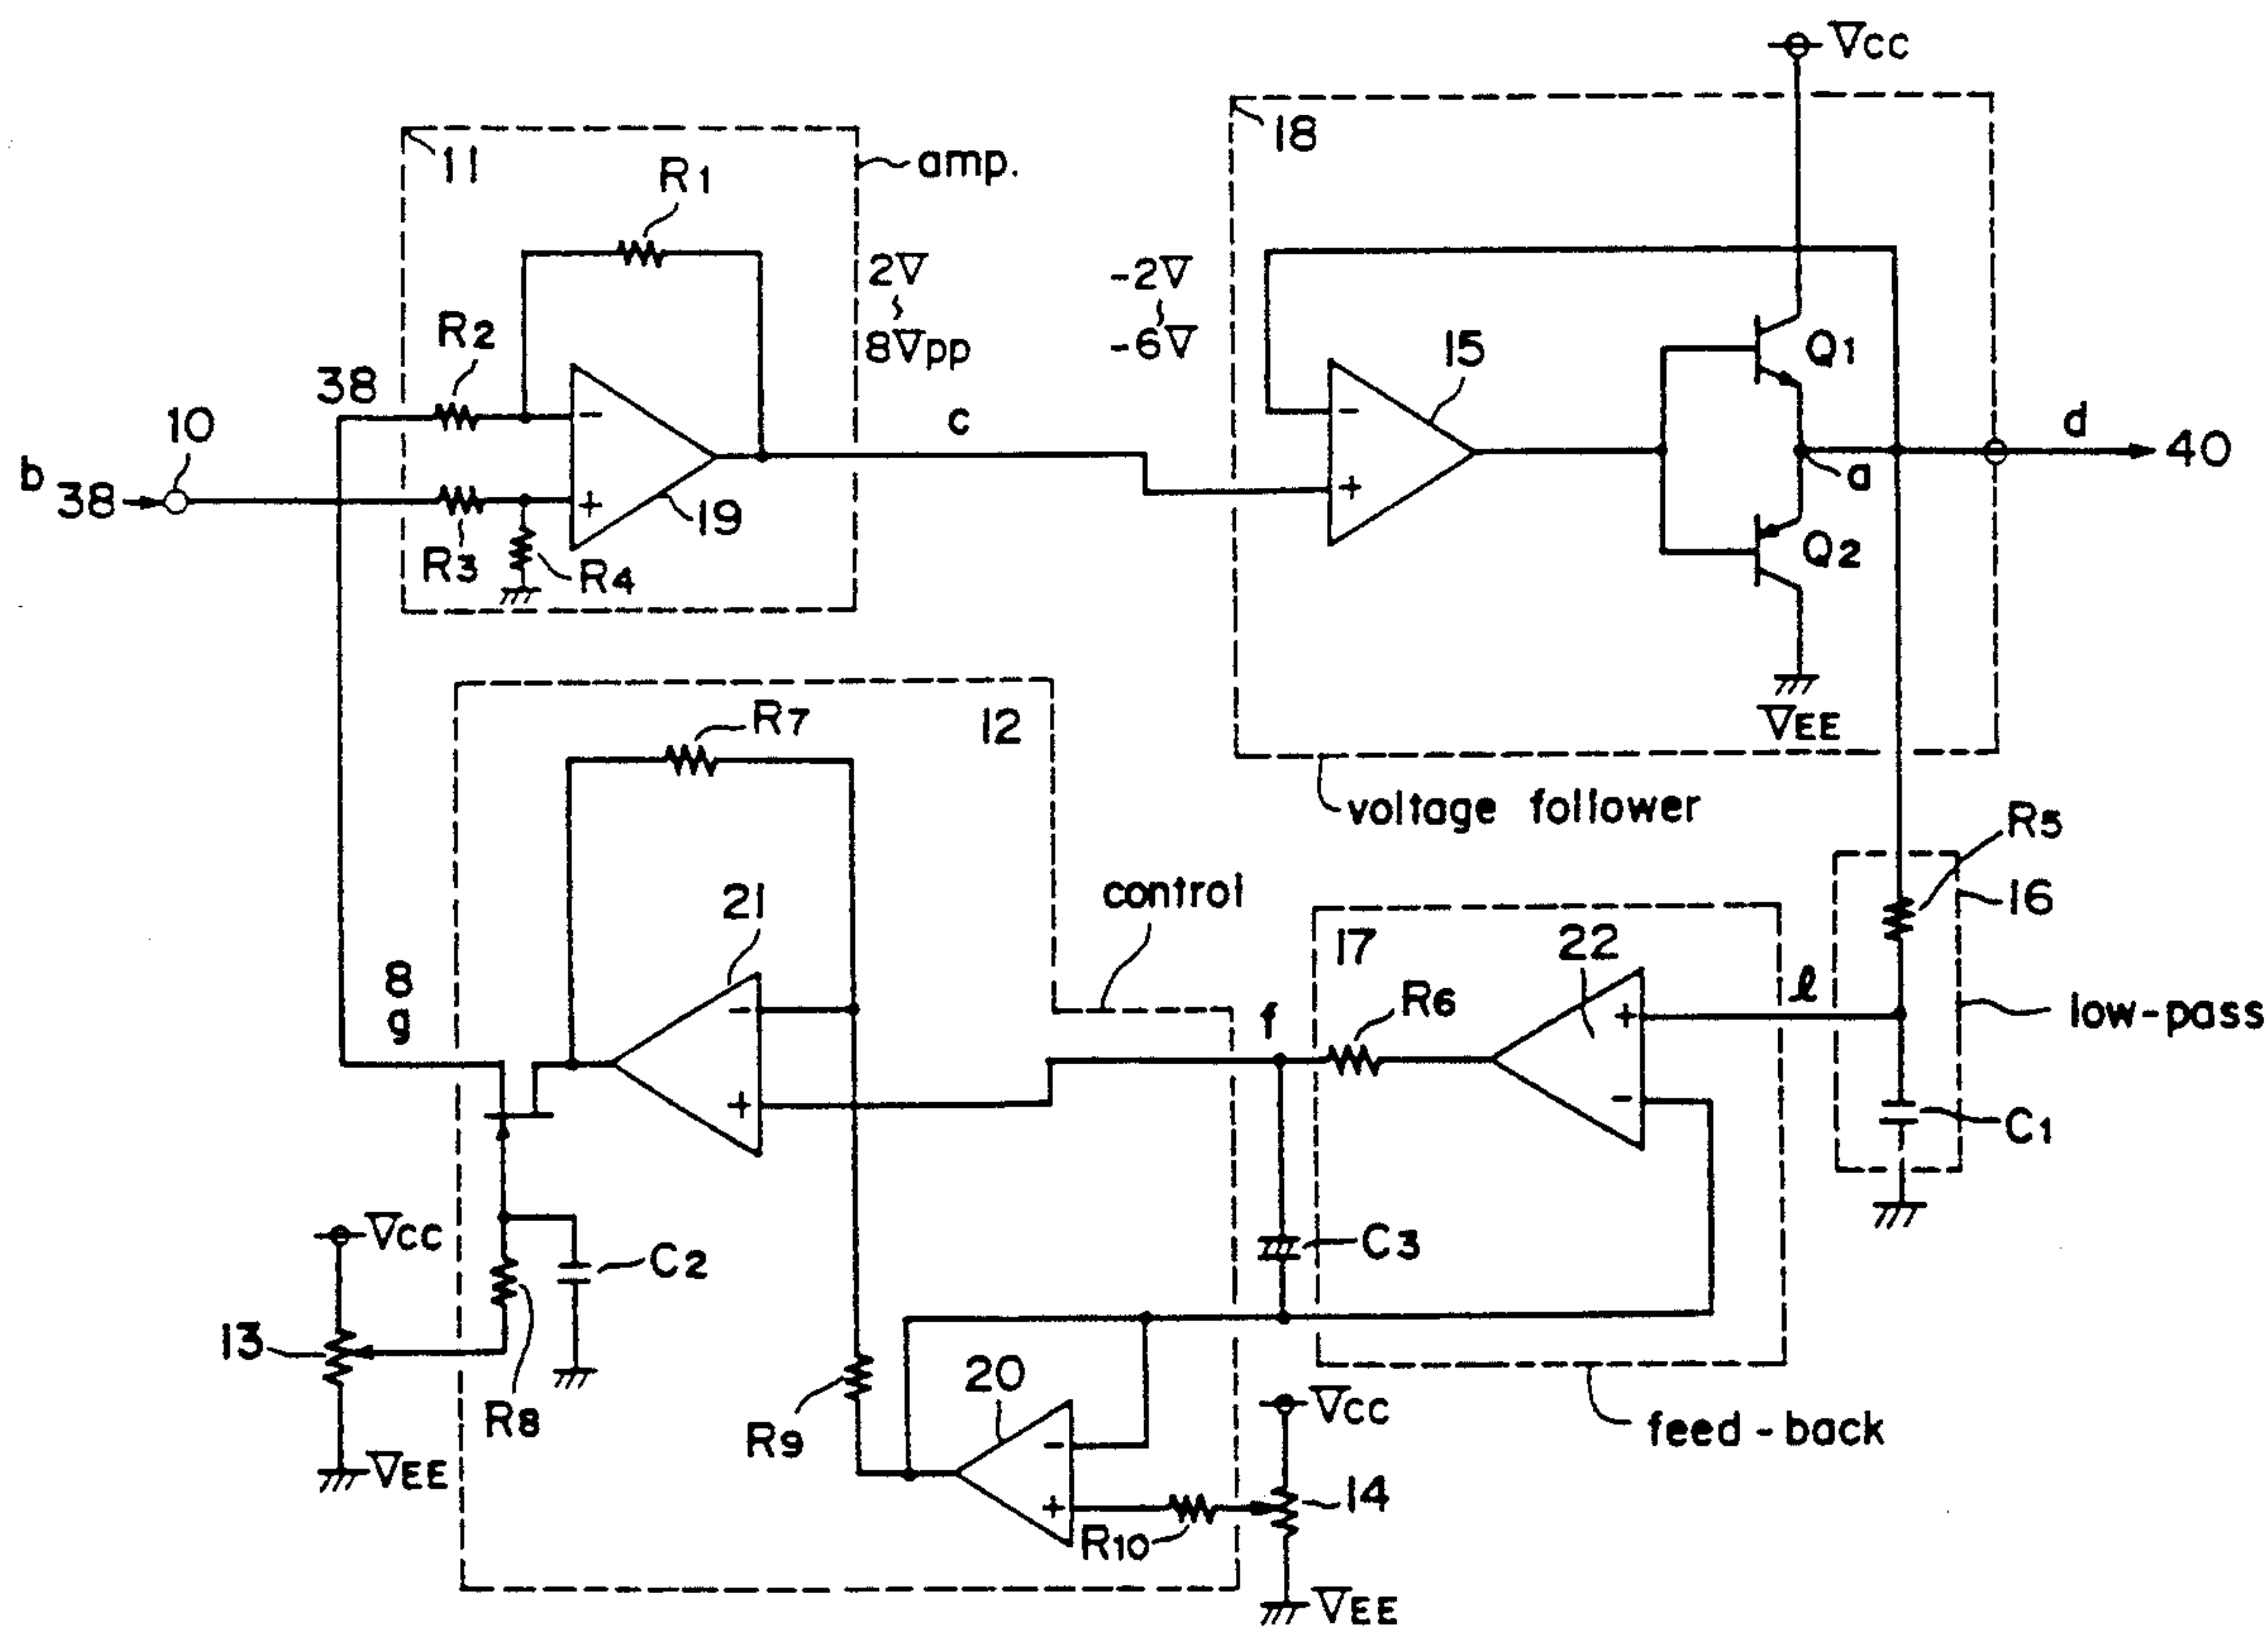 VCC
18
11
amp.
R1
2V
8Vpp
-2V
-6V
R2
38
10
b
38
R3
R4
19
c
15
Q1
Q2
a
d
40
VEE
voltage follower
12
R7
21
control
17
22
R6
f
l
R5
16
low-pass
C1
8
g
VCC
13
VEE
R8
C2
C3
R9
20
R10
VCC
14
VEE
feed-back